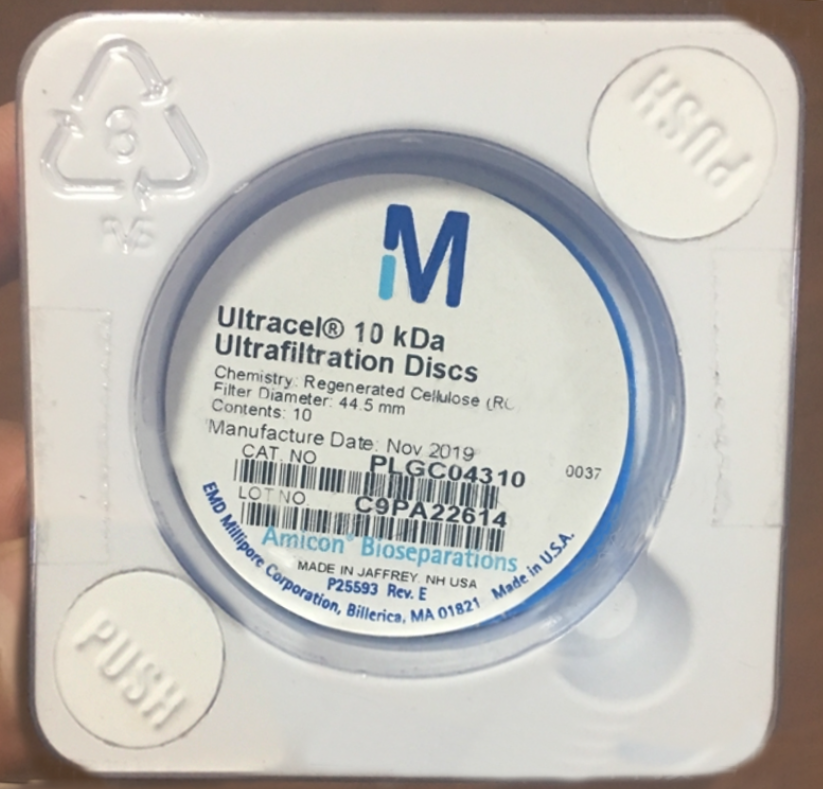 6
PS
PUSH
M
Ultracel® 10 kDa
Ultrafiltration Discs
Chemistry: Regenerated Cellulose (RC
Filter Diameter: 44.5 mm
Contents: 10
Manufacture Date: Nov 2019
CAT. NO PLGC04310
0037
LOT NO C9PA22614
Amicon® Bioseparations
MADE IN JAFFREY, NH USA
P25593 Rev. E
EMD Millipore Corporation, Billerica, MA 01821 Made in U.S.A.
PUSH